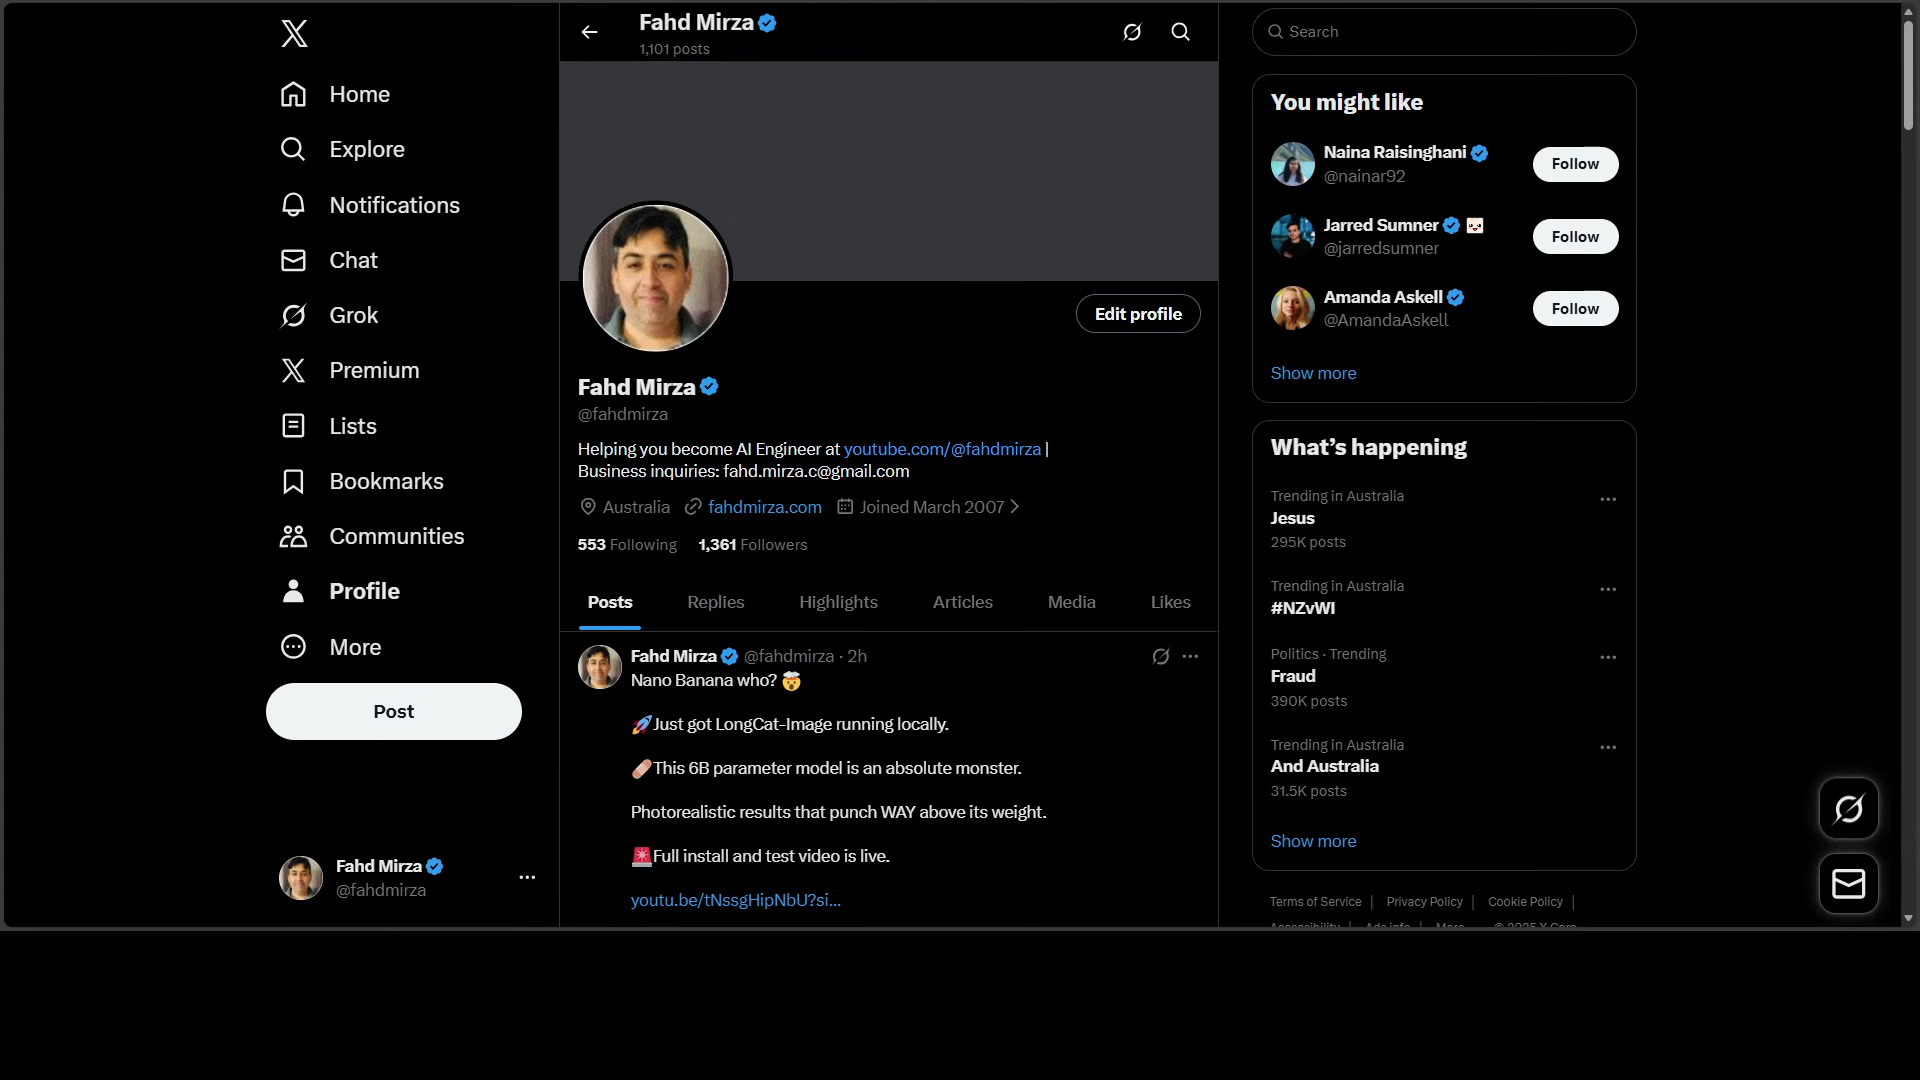 Home
Explore
Notifications
Chat
Grok
Premium
Lists
Bookmarks
Communities
Profile
More
Post
Fahd Mirza
@fahdmirza
Fahd Mirza
1,101 posts
Edit profile
Fahd Mirza
@fahdmirza
Helping you become AI Engineer at youtube.com/@fahdmirza |
Business inquiries: fahd.mirza.c@gmail.com
Australia fahdmirza.com Joined March 2007
553 Following 1,361 Followers
Posts Replies Highlights Articles Media Likes
Fahd Mirza @fahdmirza · 2h
Nano Banana who? 🤯
🚀Just got LongCat-Image running locally.
🩹This 6B parameter model is an absolute monster.
Photorealistic results that punch WAY above its weight.
🚨Full install and test video is live.
youtu.be/tNssgHipNbU?si...
Search
You might like
Naina Raisinghani
@nainar92
Follow
Jarred Sumner
@jarredsumner
Follow
Amanda Askell
@AmandaAskell
Follow
Show more
What's happening
Trending in Australia
Jesus
295K posts
Trending in Australia
#NZvWI
Politics · Trending
Fraud
390K posts
Trending in Australia
And Australia
31.5K posts
Show more
Terms of Service | Privacy Policy | Cookie Policy |
Accessibility | Ads info | More © 2025 X Corp.